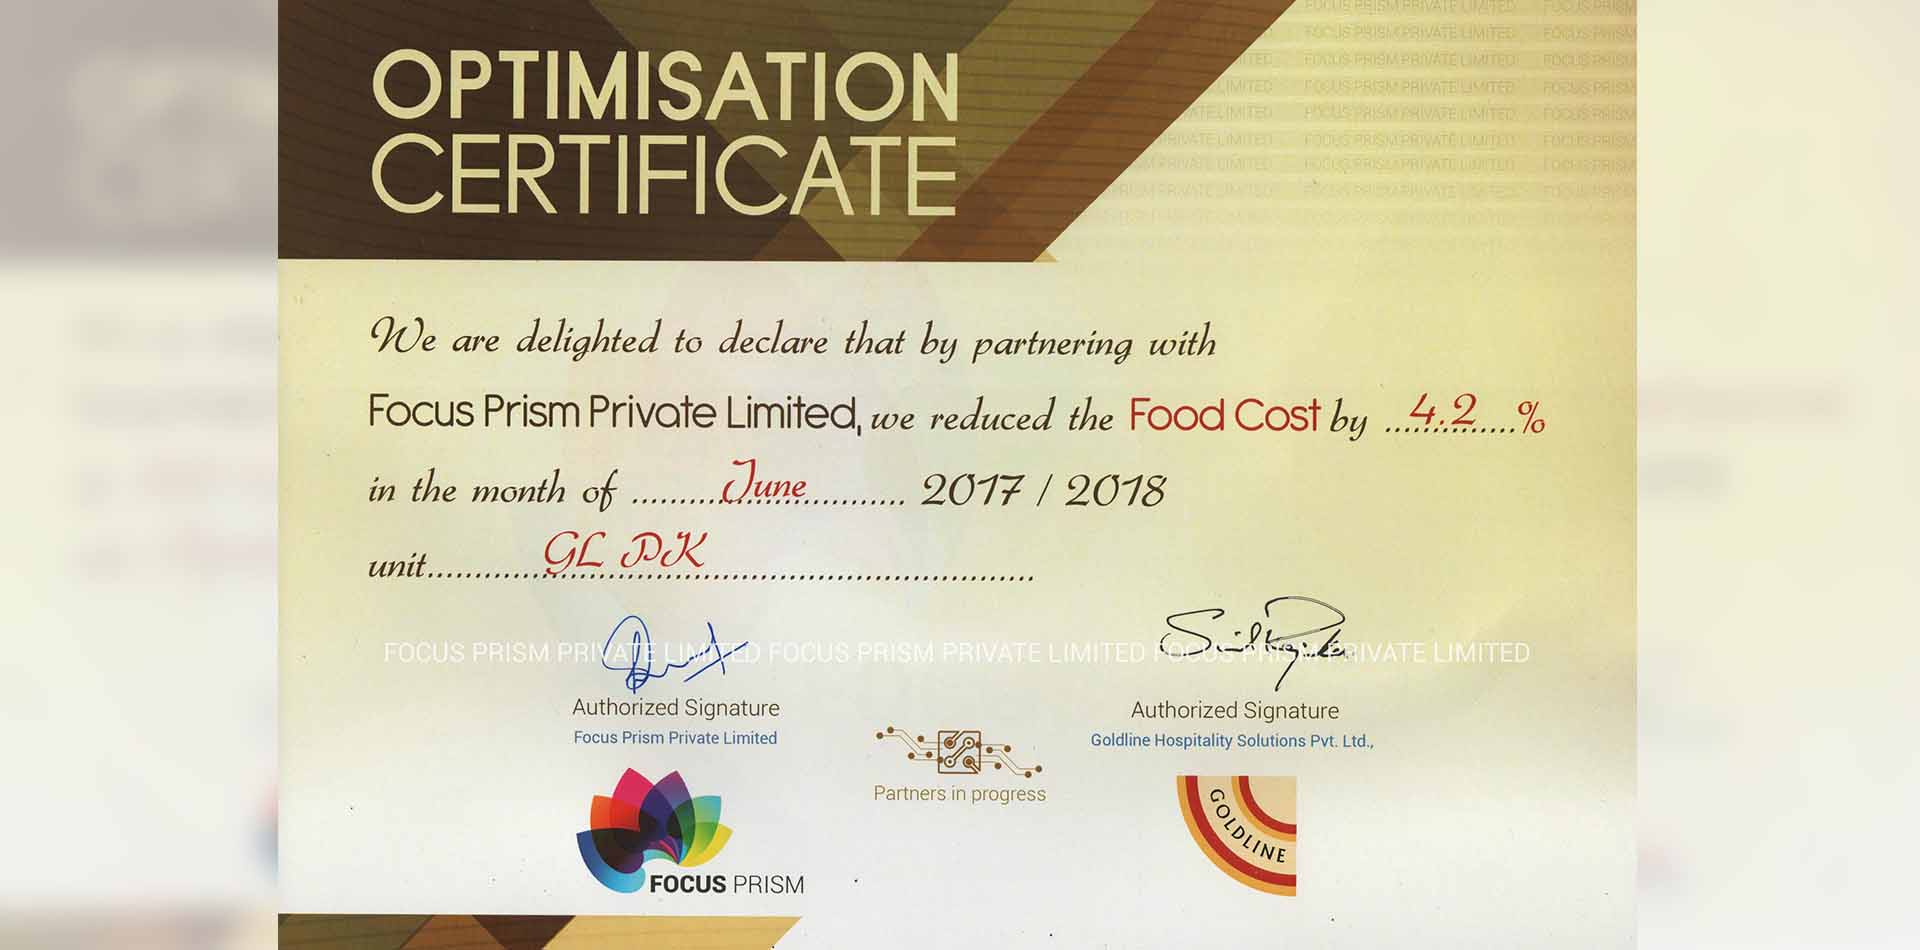 OPTIMISATION
CERTIFICATE
We are delighted to declare that by partnering with
Focus Prism Private Limited, we reduced the Food Cost by ....4.2....%
in the month of ..........June.......... 2017 / 2018
unit..........GL PK..............................
FOCUS PRISM PRIVATE LIMITED FOCUS PRISM PRIVATE LIMITED FOCUS PRISM PRIVATE LIMITED
Authorized Signature
Focus Prism Private Limited
Authorized Signature
Goldline Hospitality Solutions Pvt. Ltd.,
Partners in progress
FOCUS PRISM
GOLDLINE